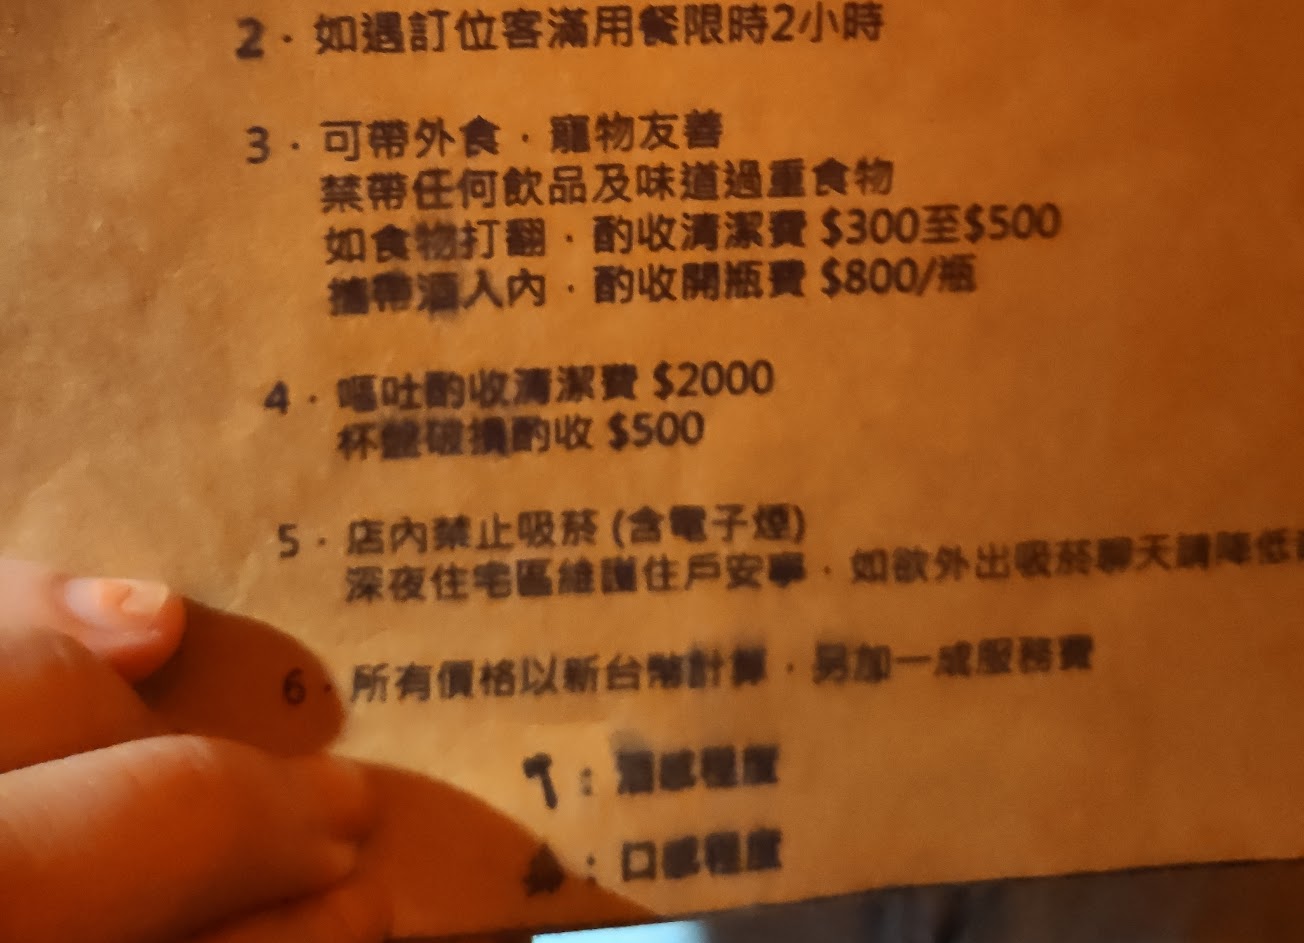 2. 如遇訂位客滿用餐限時2小時
3. 可帶外食．寵物友善
禁帶任何飲品及味道過重食物
如食物打翻．酌收清潔費 $300至$500
攜帶酒入內．酌收開瓶費 $800/瓶
4. 嘔吐酌收清潔費 $2000
杯盤破損酌收 $500
5. 店內禁止吸菸 (含電子煙)
深夜住宅區維護住戶安寧．如欲外出吸菸聊天請降低
6. 所有價格以新台幣計算．另加一成服務費
: 酒感程度
: 口感程度